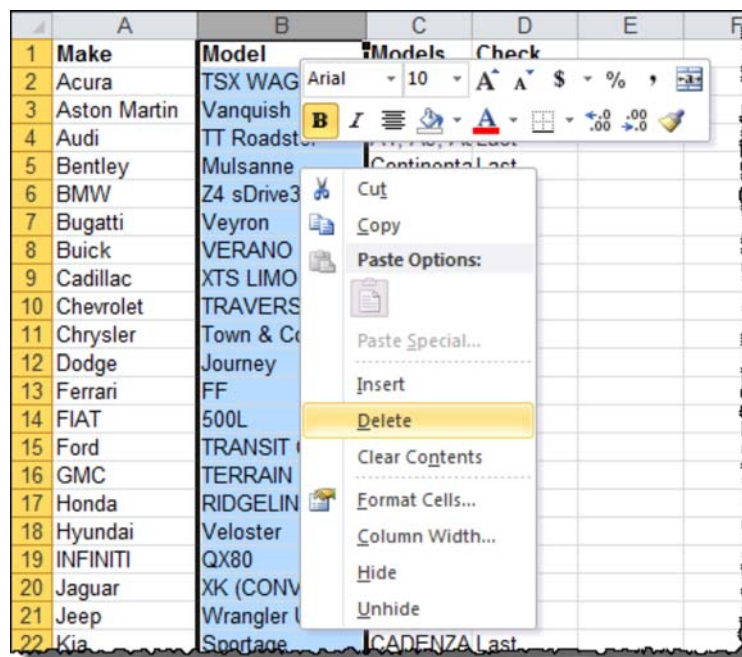 A B C D E
1 Make Model Models Check
2 Acura TSX WAG Arial 10 A A $ % ,
3 Aston Martin Vanquish B I A .0 .00 .00 .0
4 Audi TT Roadst
5 Bentley Mulsanne Continenta Last
6 BMW Z4 sDrive3 Cut
7 Bugatti Veyron Copy
8 Buick VERANO Paste Options:
9 Cadillac XTS LIMO
10 Chevrolet TRAVERS
11 Chrysler Town & Co Paste Special...
12 Dodge Journey
13 Ferrari FF Insert
14 FIAT 500L Delete
15 Ford TRANSIT Clear Contents
16 GMC TERRAIN
17 Honda RIDGELIN Format Cells...
18 Hyundai Veloster Column Width...
19 INFINITI QX80 Hide
20 Jaguar XK (CONV
21 Jeep Wrangler Unhide
22 Kia Sportage CADENZA Last